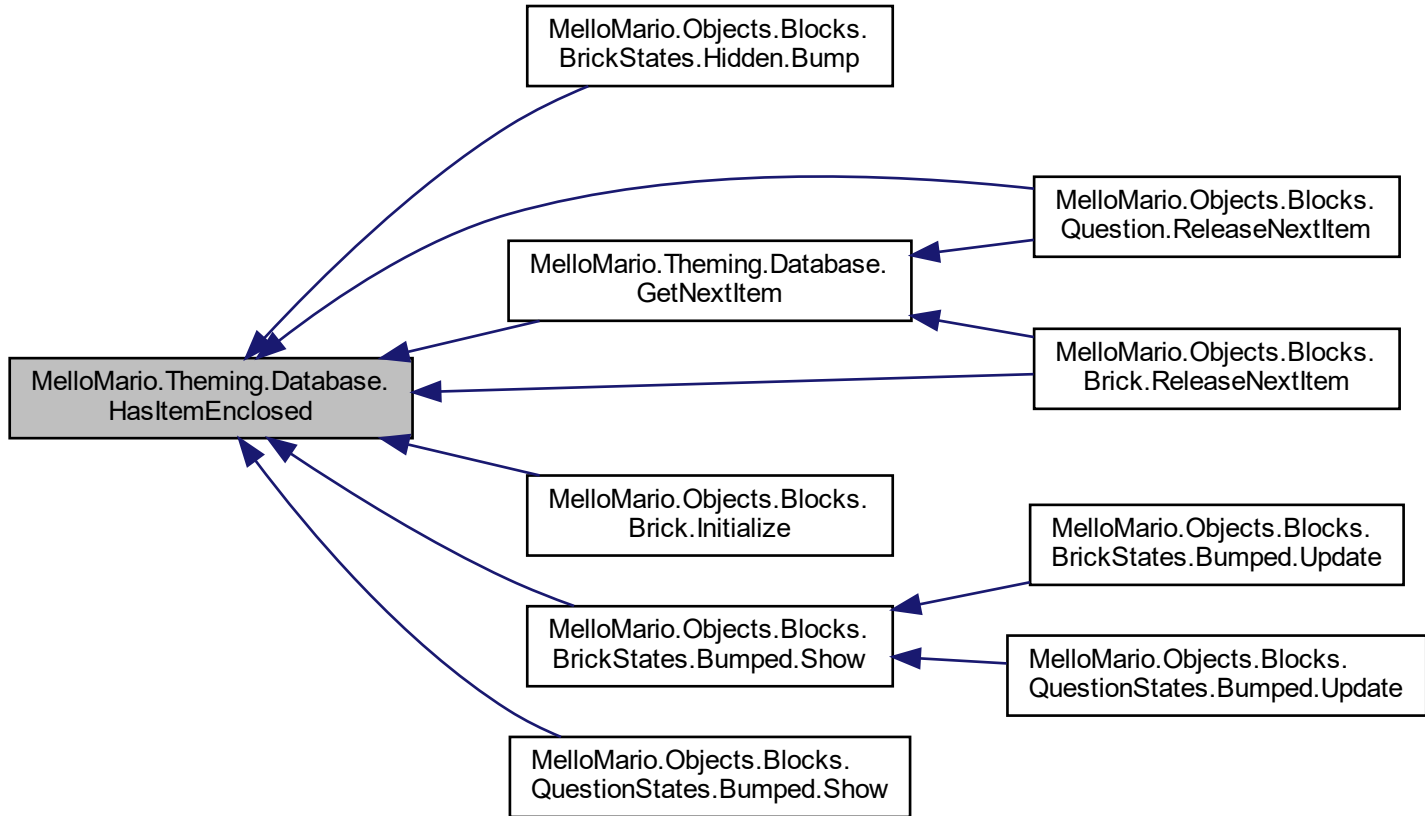 MelloMario.Objects.Blocks.
BrickStates.Hidden.Bump
MelloMario.Objects.Blocks.
Question.ReleaseNextItem
MelloMario.Theming.Database.
GetNextItem
MelloMario.Objects.Blocks.
Brick.ReleaseNextItem
MelloMario.Theming.Database.
HasItemEnclosed
MelloMario.Objects.Blocks.
Brick.Initialize
MelloMario.Objects.Blocks.
BrickStates.Bumped.Update
MelloMario.Objects.Blocks.
BrickStates.Bumped.Show
MelloMario.Objects.Blocks.
QuestionStates.Bumped.Update
MelloMario.Objects.Blocks.
QuestionStates.Bumped.Show